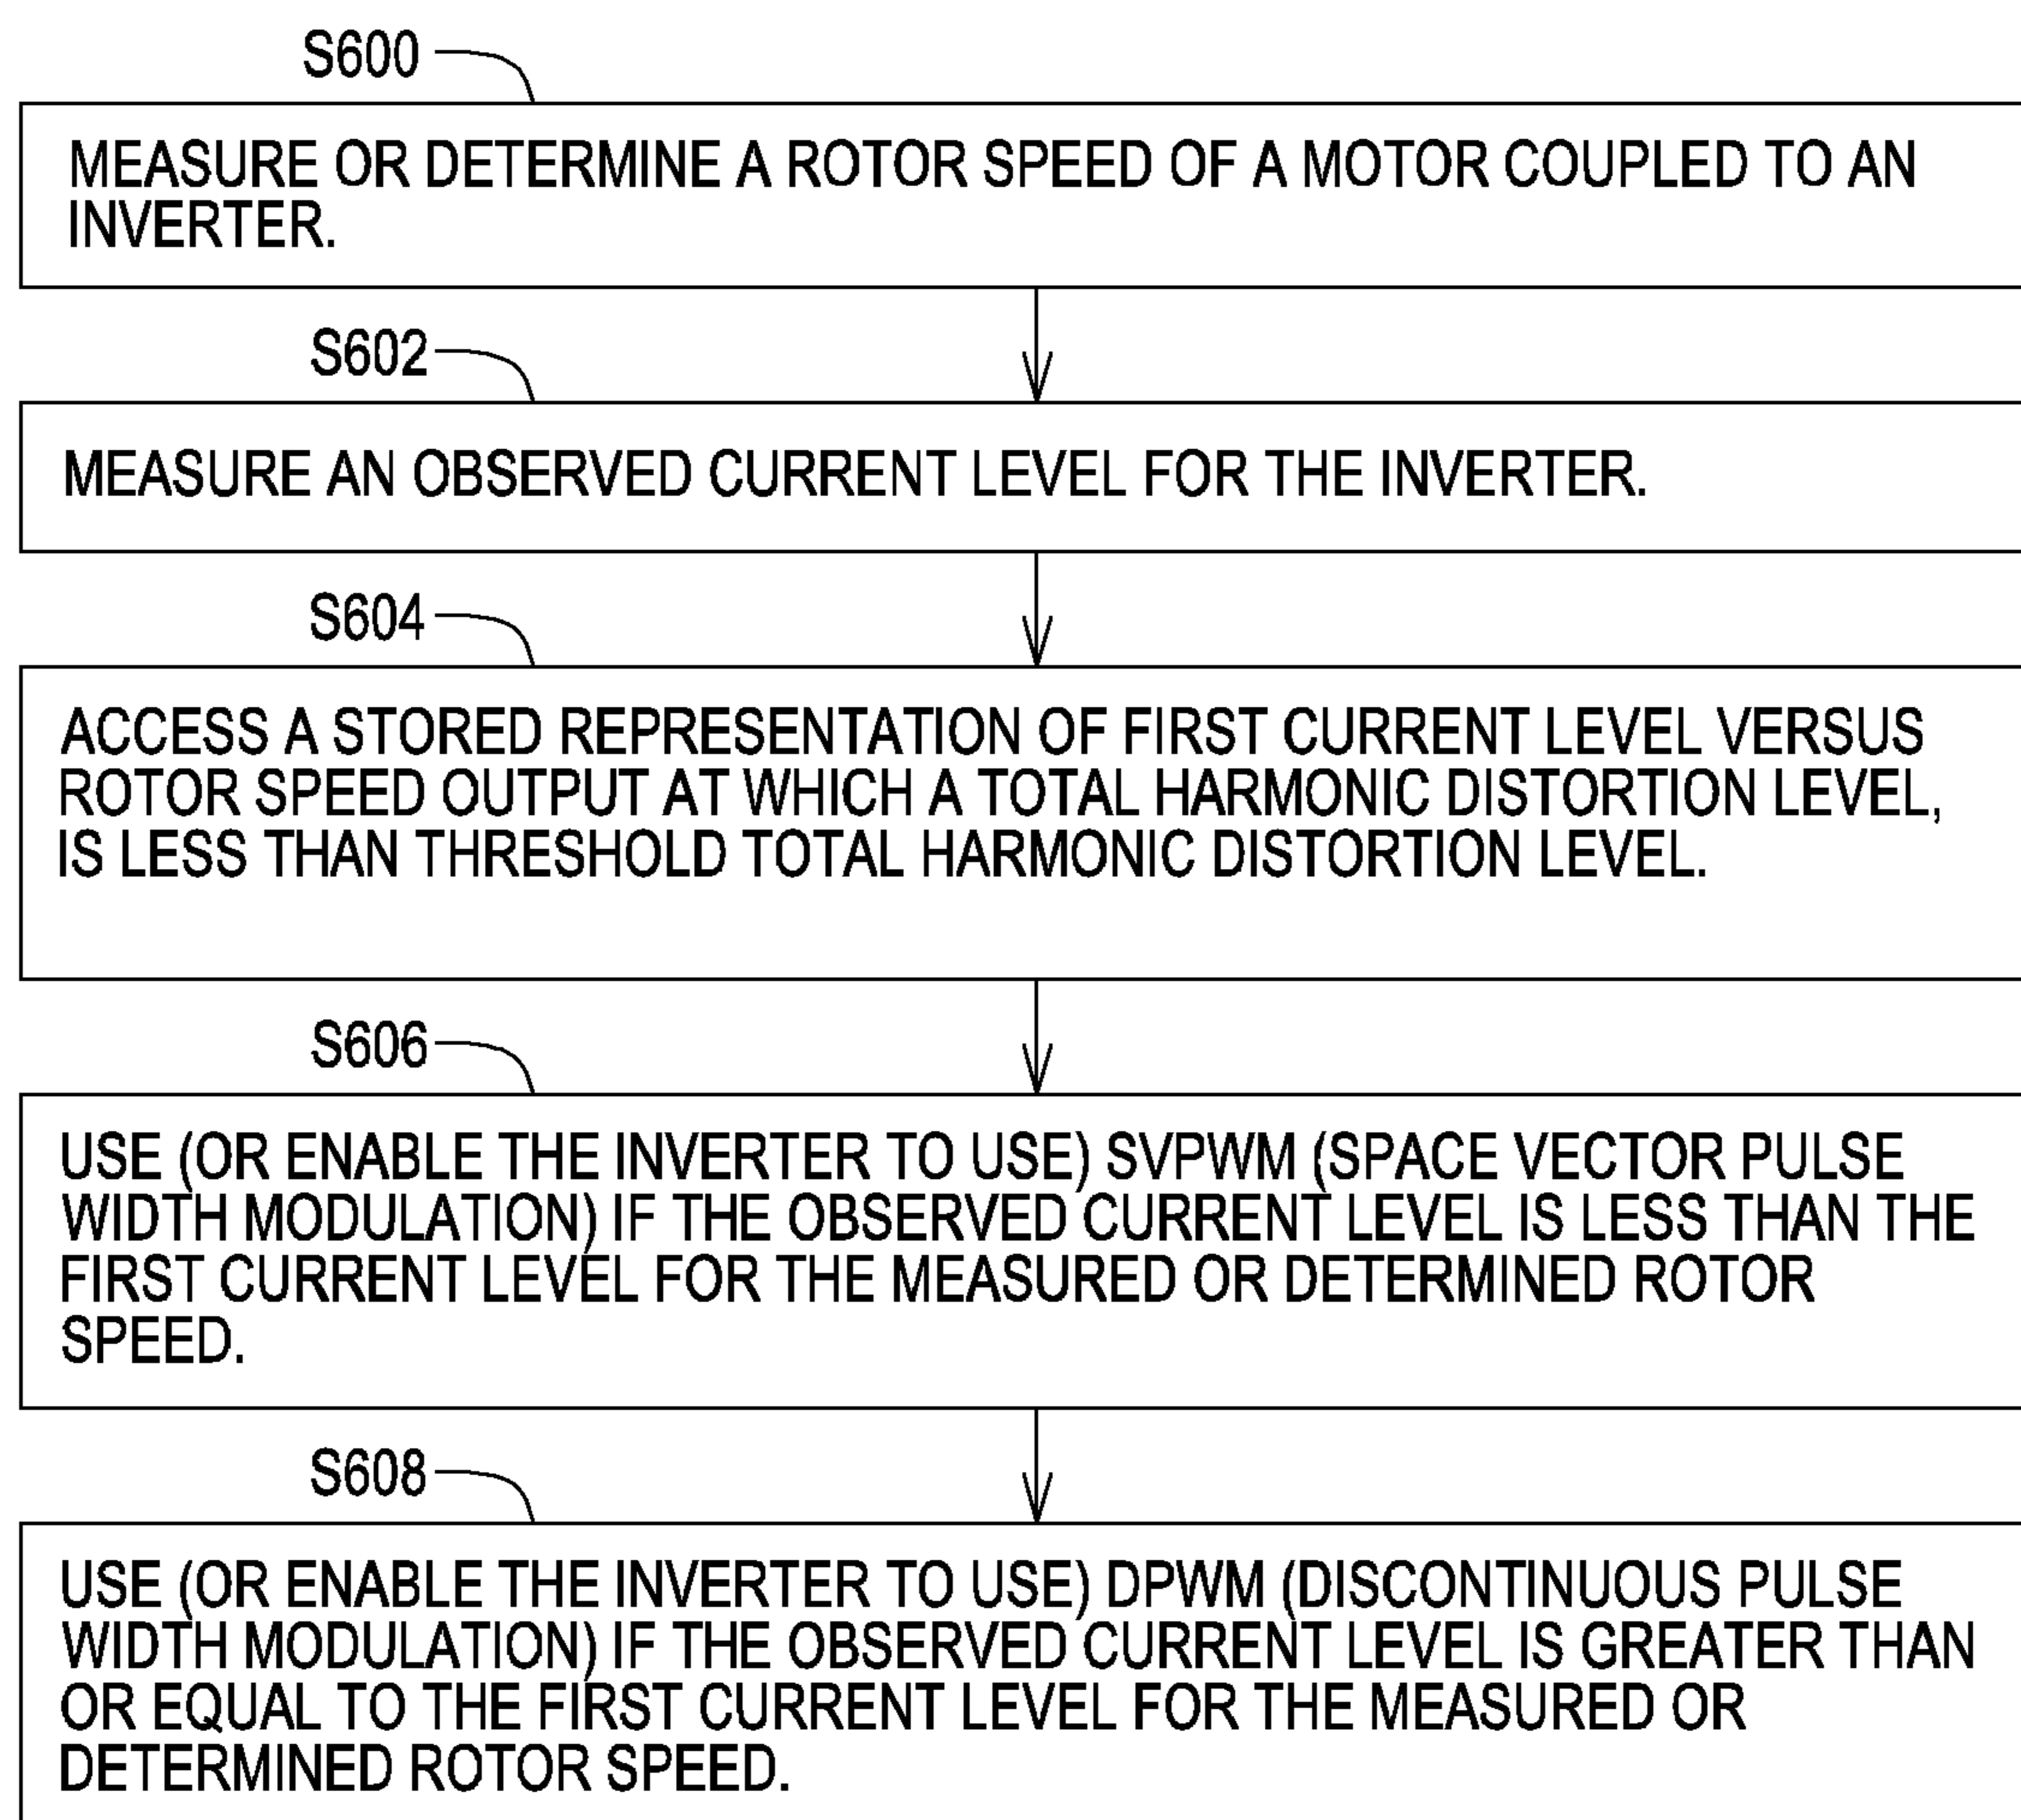 S600
MEASURE OR DETERMINE A ROTOR SPEED OF A MOTOR COUPLED TO AN
INVERTER.
S602
MEASURE AN OBSERVED CURRENT LEVEL FOR THE INVERTER.
S604
ACCESS A STORED REPRESENTATION OF FIRST CURRENT LEVEL VERSUS
ROTOR SPEED OUTPUT AT WHICH A TOTAL HARMONIC DISTORTION LEVEL,
IS LESS THAN THRESHOLD TOTAL HARMONIC DISTORTION LEVEL.
S606
USE (OR ENABLE THE INVERTER TO USE) SVPWM (SPACE VECTOR PULSE
WIDTH MODULATION) IF THE OBSERVED CURRENT LEVEL IS LESS THAN THE
FIRST CURRENT LEVEL FOR THE MEASURED OR DETERMINED ROTOR
SPEED.
S608
USE (OR ENABLE THE INVERTER TO USE) DPWM (DISCONTINUOUS PULSE
WIDTH MODULATION) IF THE OBSERVED CURRENT LEVEL IS GREATER THAN
OR EQUAL TO THE FIRST CURRENT LEVEL FOR THE MEASURED OR
DETERMINED ROTOR SPEED.